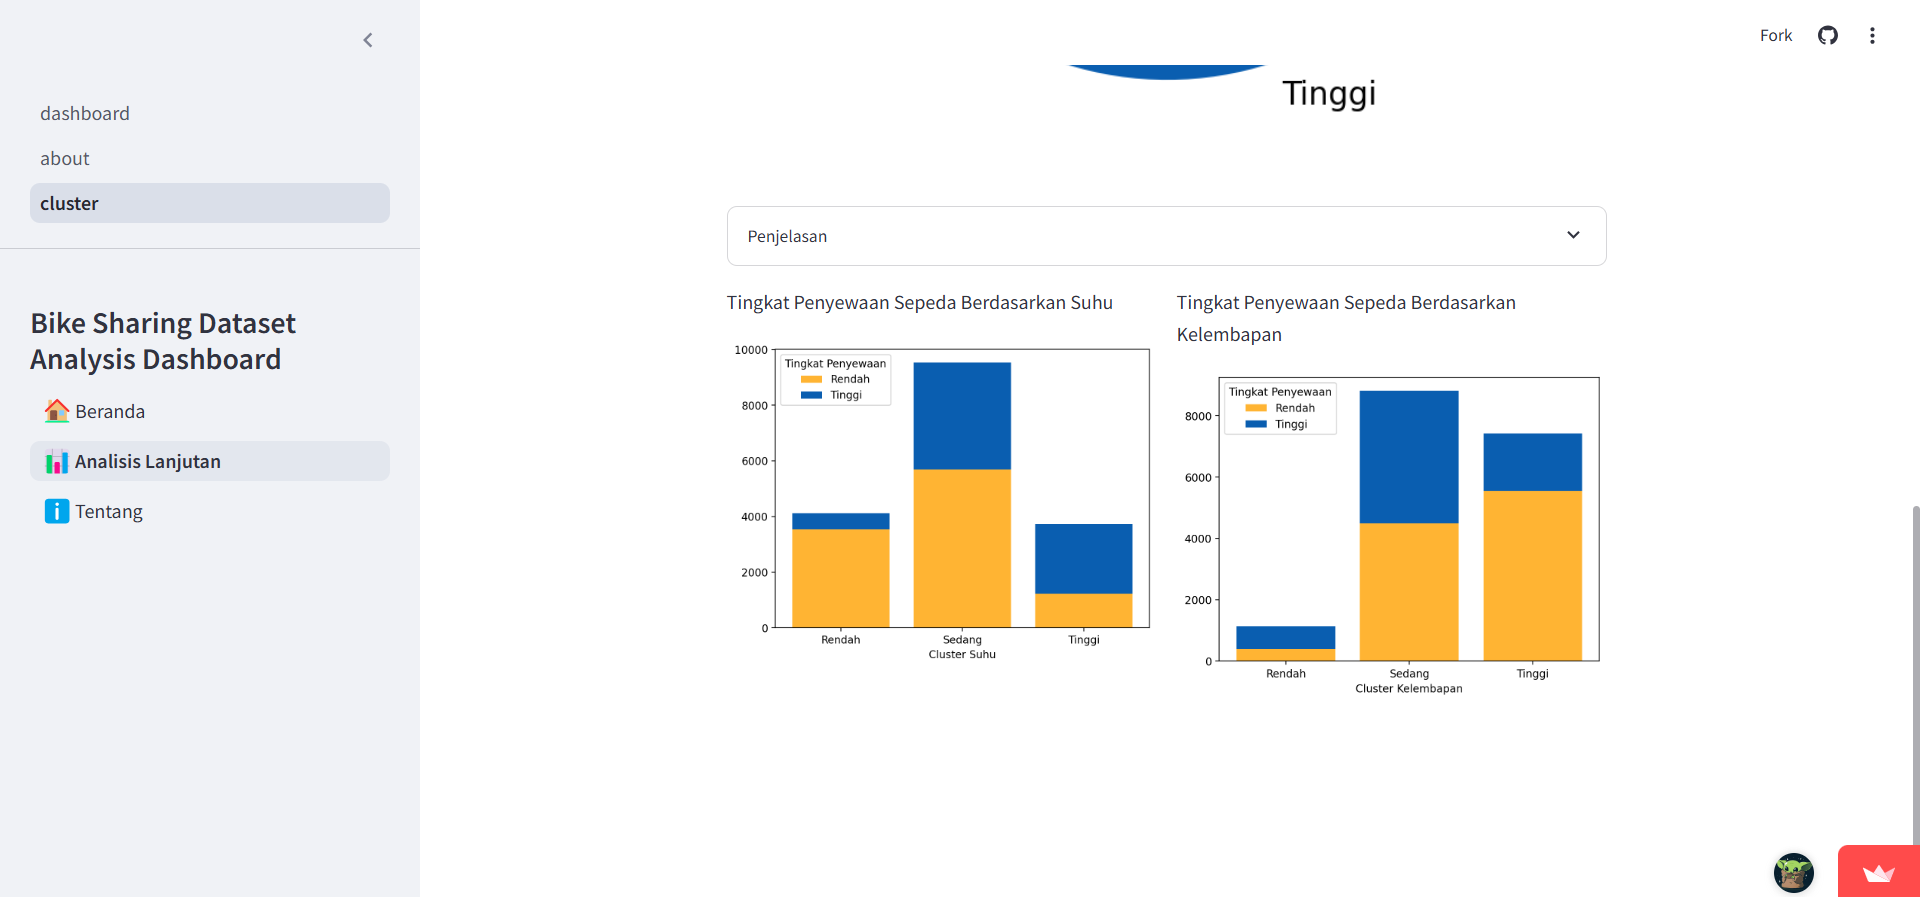 Fork
dashboard
about
cluster
Bike Sharing Dataset
Analysis Dashboard
Beranda
Analisis Lanjutan
Tentang
Tinggi
Penjelasan
Tingkat Penyewaan Sepeda Berdasarkan Suhu
10000
8000
6000
4000
2000
0
Tingkat Penyewaan
Rendah
Tinggi
Rendah
Sedang
Tinggi
Cluster Suhu
Tingkat Penyewaan Sepeda Berdasarkan
Kelembapan
8000
6000
4000
2000
0
Tingkat Penyewaan
Rendah
Tinggi
Rendah
Sedang
Tinggi
Cluster Kelembapan